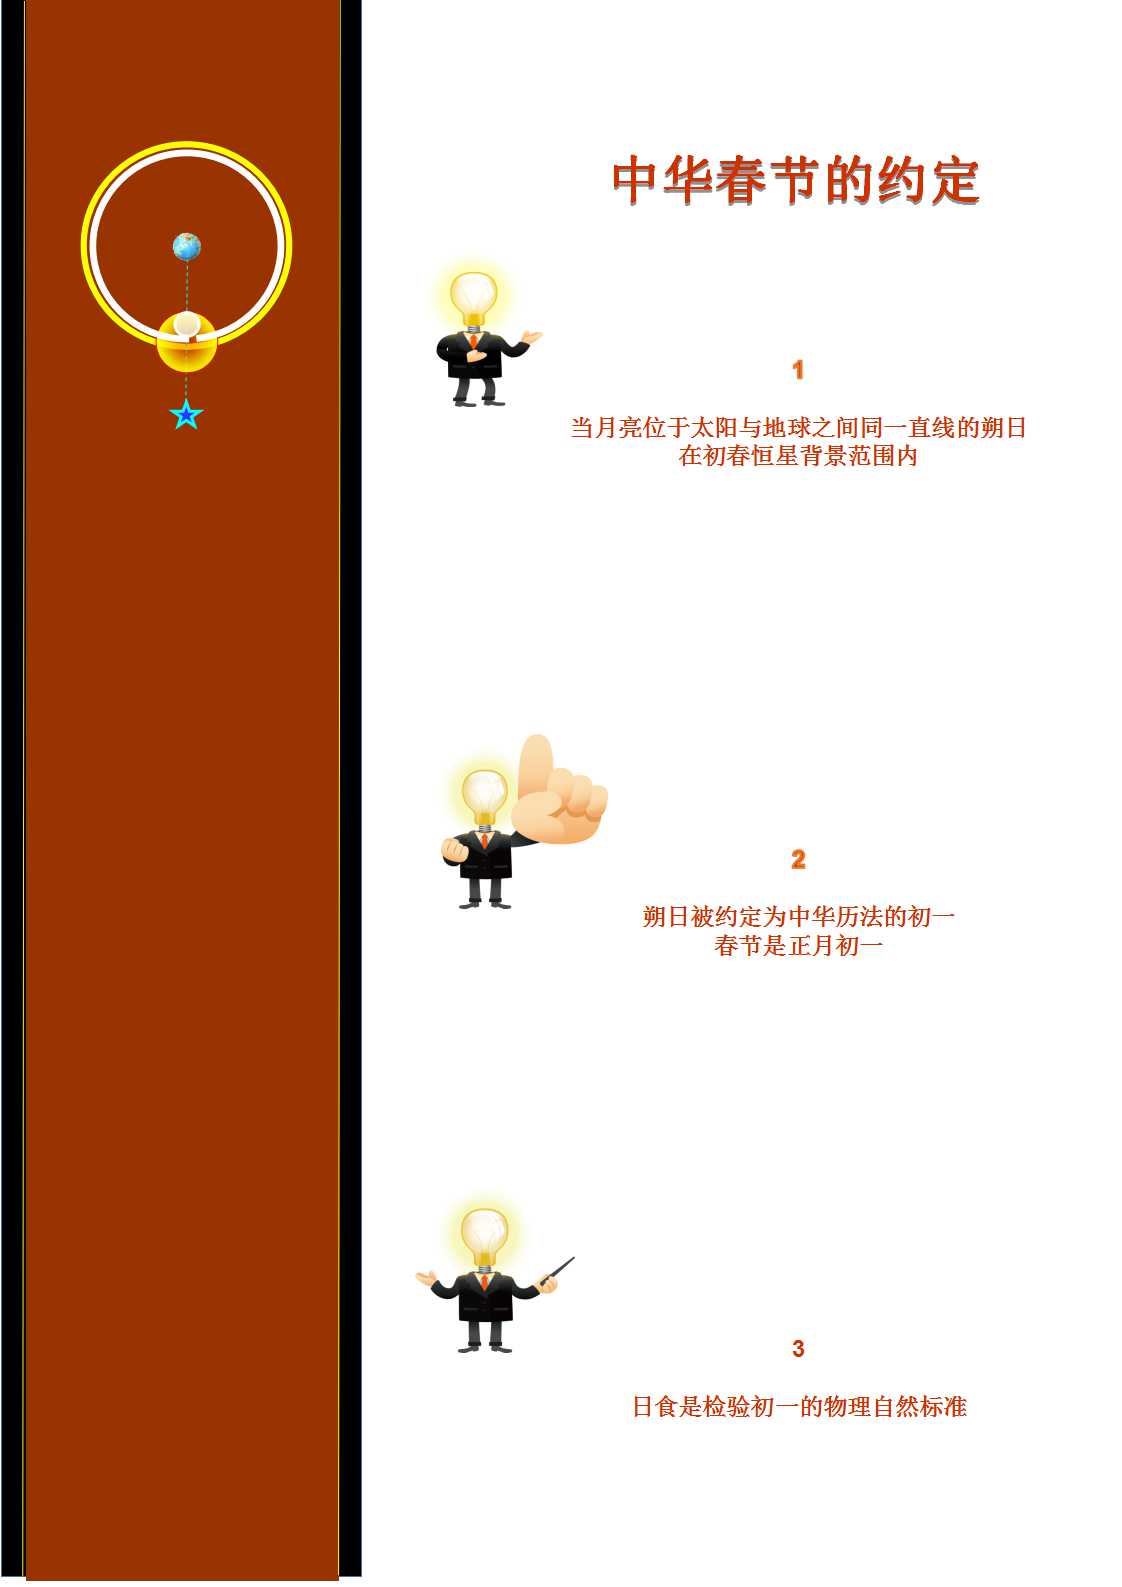 中华春节的约定
1
当月亮位于太阳与地球之间同一直线的朔日
在初春恒星背景范围内
2
朔日被约定为中华历法的初一
春节是正月初一
3
日食是检验初一的物理自然标准